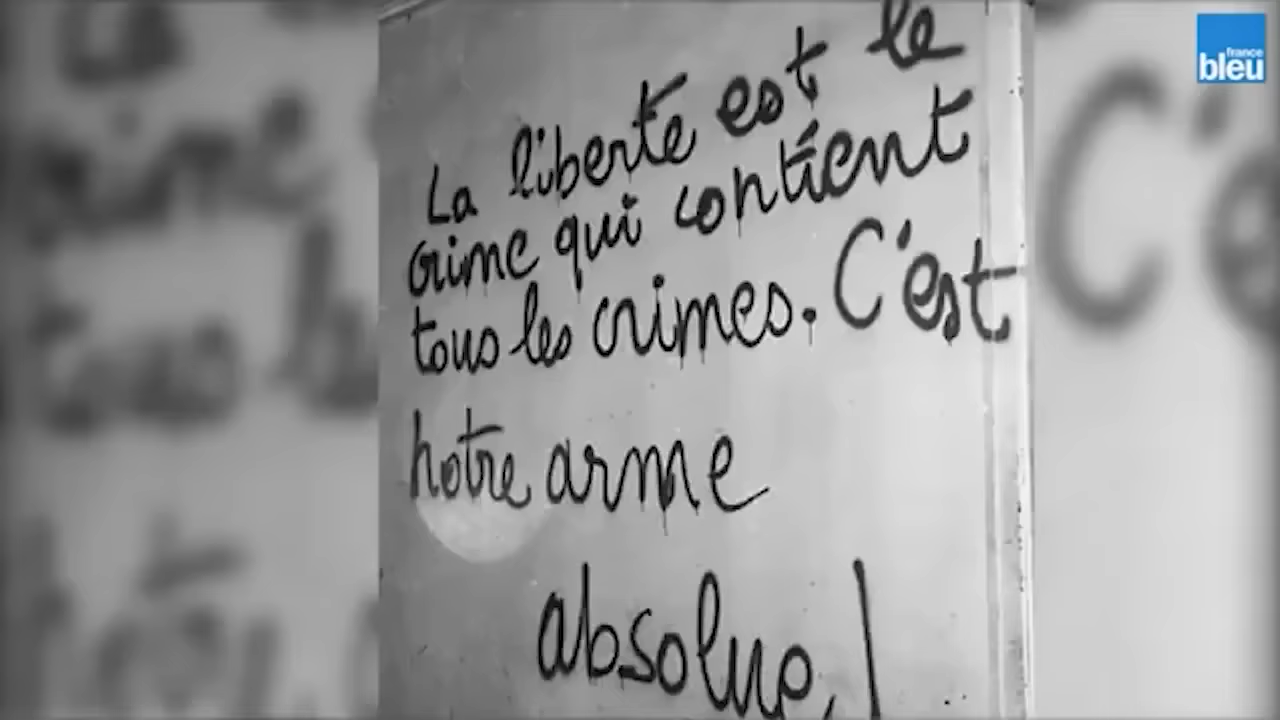 france
bleu
La liberte est le
crime qui contient
tous les crimes. C'est
notre arme
absolue !